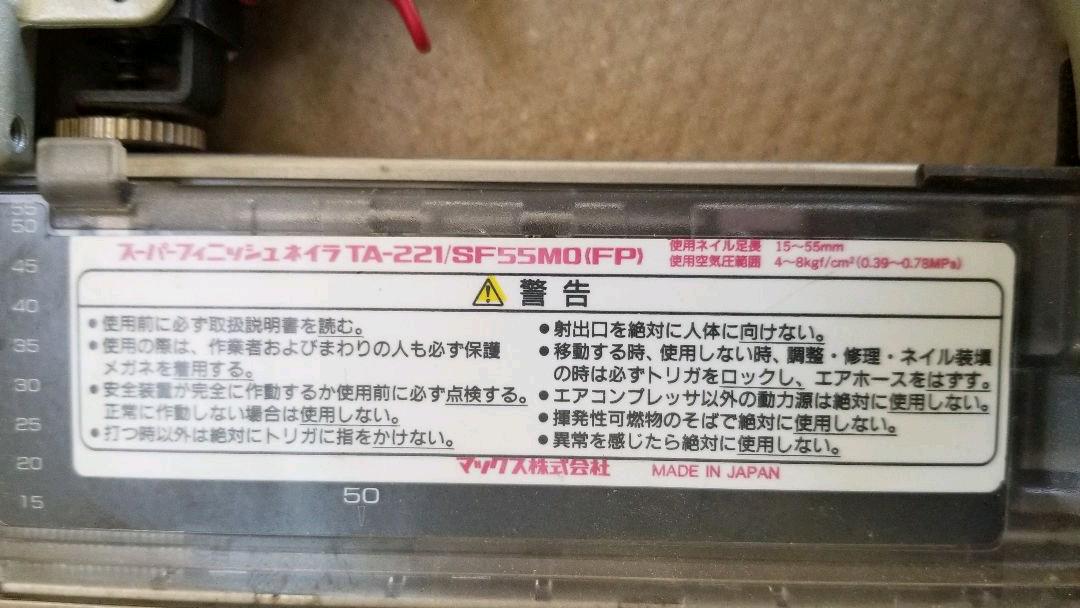 スーパーフィニッシュネイラ TA-221/SF55MO(FP)
使用ネイル足長 15〜55mm
使用空気圧範囲 4〜8kgf/cm²(0.39〜0.78MPa)
警告
●使用前に必ず取扱説明書を読む。
●使用の際は、作業者およびまわりの人も必ず保護
メガネを着用する。
●安全装置が完全に作動するか使用前に必ず点検する。
正常に作動しない場合は使用しない。
●打つ時以外は絶対にトリガに指をかけない。
●射出口を絶対に人体に向けない。
●移動する時、使用しない時、調整・修理・ネイル装填
の時は必ずトリガをロックし、エアホースをはずす。
●エアコンプレッサ以外の動力源は絶対に使用しない。
●揮発性可燃物のそばで絶対に使用しない。
●異常を感じたら絶対に使用しない。
マックス株式会社 MADE IN JAPAN
55
50
45
40
35
30
25
20
15
50